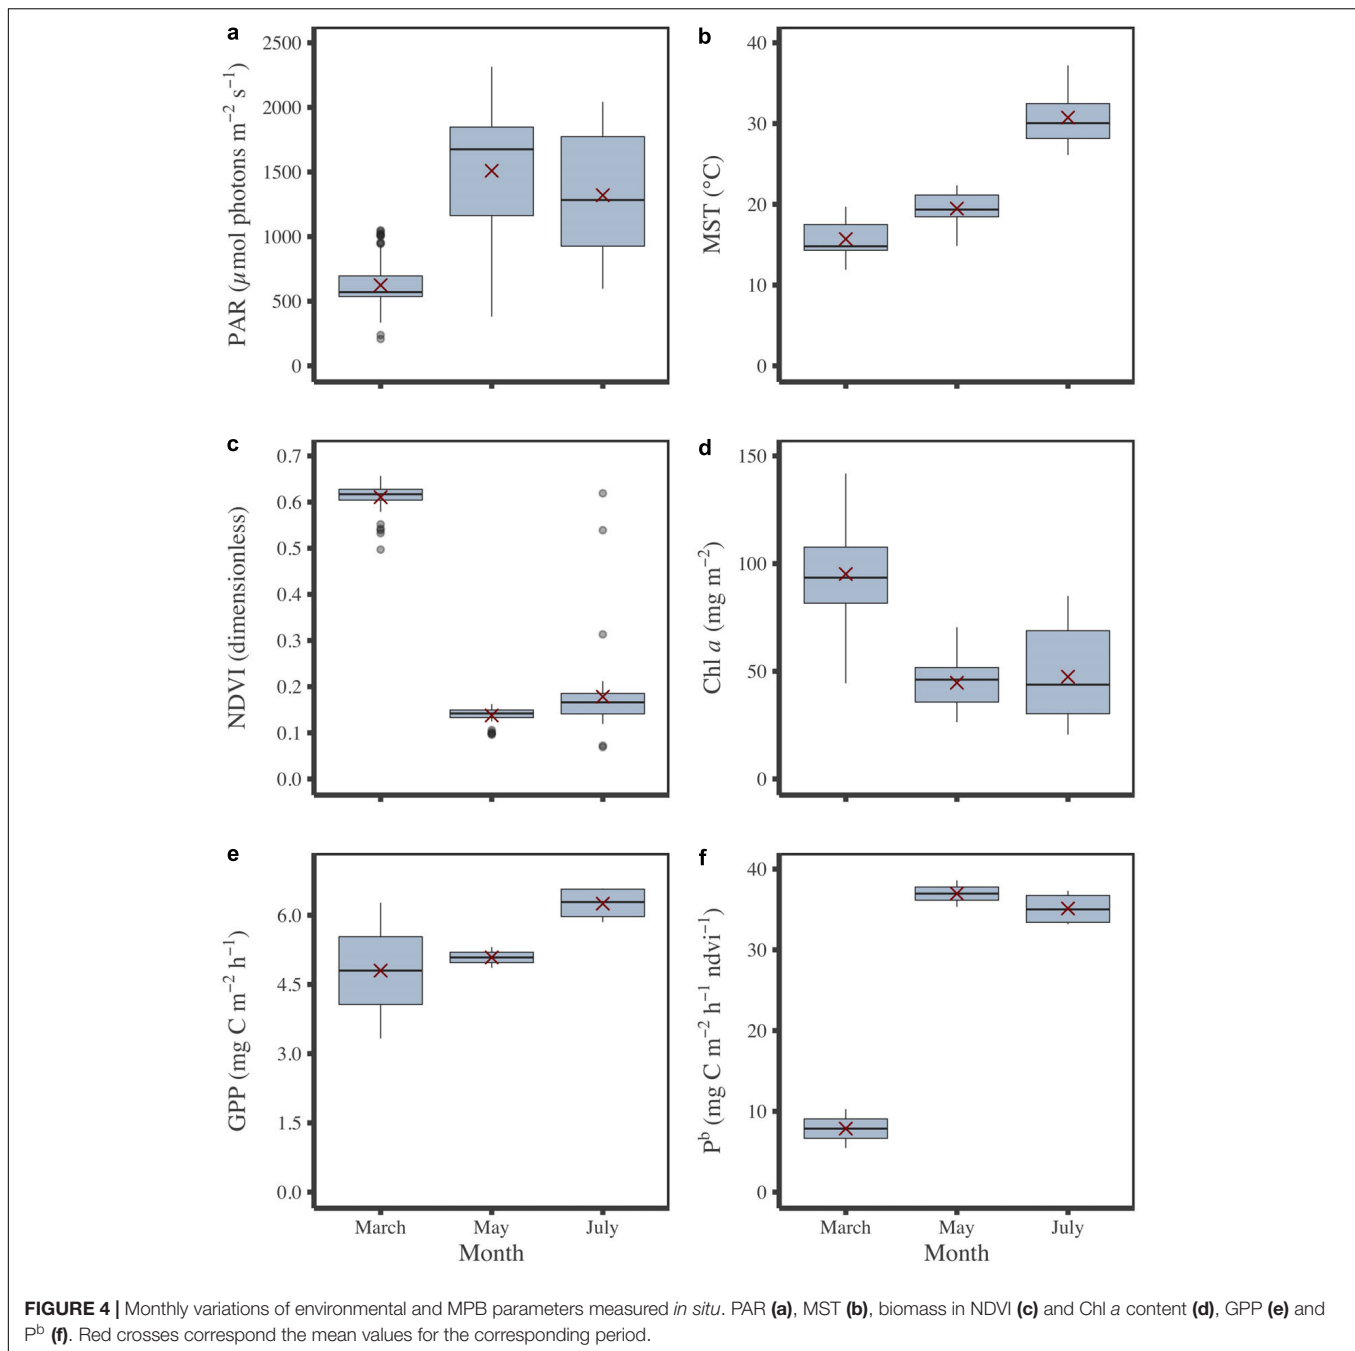 a
PAR (µmol photons m⁻² s⁻¹)
2500
2000
1500
1000
500
0
b
MST (°C)
40
30
20
10
0
c
NDVI (dimensionless)
0.7
0.6
0.5
0.4
0.3
0.2
0.1
0.0
d
Chl a (mg m⁻²)
150
100
50
0
e
GPP (mg C m⁻² h⁻¹)
6.0
4.5
3.0
1.5
0.0
March May July
Month
f
Pᵇ (mg C m⁻² h⁻¹ ndvi⁻¹)
40
30
20
10
0
March May July
Month
FIGURE 4 | Monthly variations of environmental and MPB parameters measured in situ. PAR (a), MST (b), biomass in NDVI (c) and Chl a content (d), GPP (e) and
Pᵇ (f). Red crosses correspond the mean values for the corresponding period.